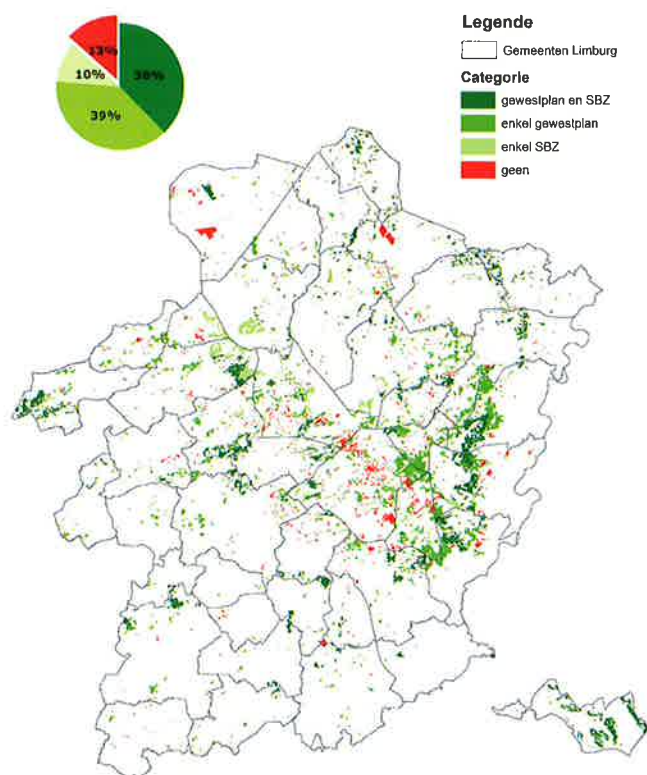 13%
38%
10%
39%
Legende
Gemeenten Limburg
Categorie
gewestplan en SBZ
enkel gewestplan
enkel SBZ
geen